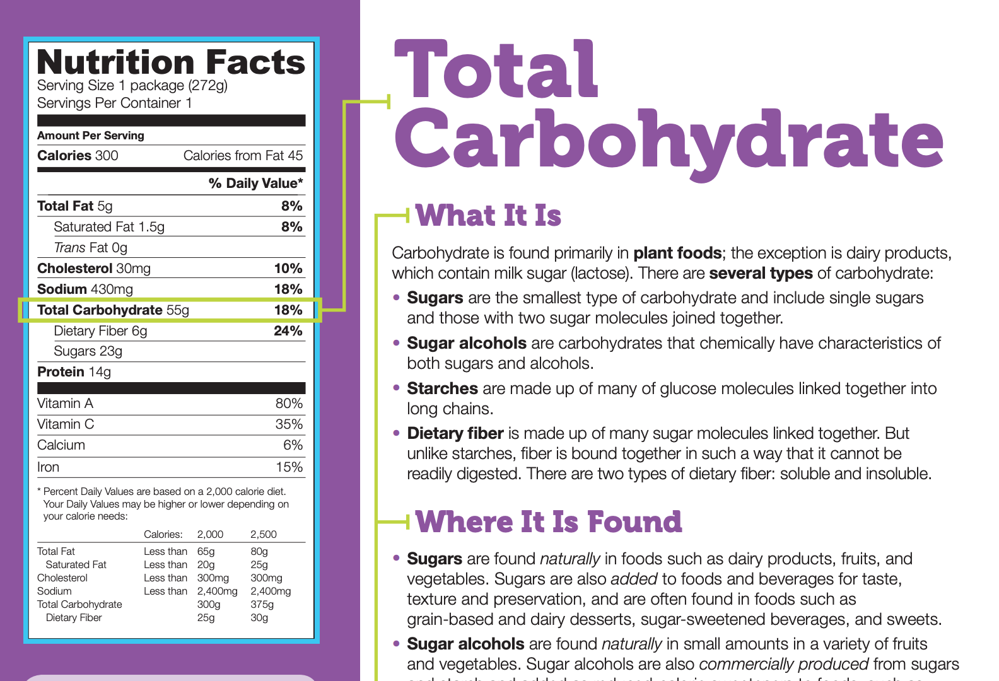 Nutrition Facts
Serving Size 1 package (272g)
Servings Per Container 1
Amount Per Serving
Calories 300 Calories from Fat 45
% Daily Value*
Total Fat 5g 8%
Saturated Fat 1.5g 8%
Trans Fat 0g
Cholesterol 30mg 10%
Sodium 430mg 18%
Total Carbohydrate 55g 18%
Dietary Fiber 6g 24%
Sugars 23g
Protein 14g
Vitamin A 80%
Vitamin C 35%
Calcium 6%
Iron 15%
* Percent Daily Values are based on a 2,000 calorie diet.
Your Daily Values may be higher or lower depending on
your calorie needs:
Calories: 2,000 2,500
Total Fat Less than 65g 80g
Saturated Fat Less than 20g 25g
Cholesterol Less than 300mg 300mg
Sodium Less than 2,400mg 2,400mg
Total Carbohydrate 300g 375g
Dietary Fiber 25g 30g
Total
Carbohydrate
What It Is
Carbohydrate is found primarily in plant foods; the exception is dairy products,
which contain milk sugar (lactose). There are several types of carbohydrate:
• Sugars are the smallest type of carbohydrate and include single sugars
and those with two sugar molecules joined together.
• Sugar alcohols are carbohydrates that chemically have characteristics of
both sugars and alcohols.
• Starches are made up of many of glucose molecules linked together into
long chains.
• Dietary fiber is made up of many sugar molecules linked together. But
unlike starches, fiber is bound together in such a way that it cannot be
readily digested. There are two types of dietary fiber: soluble and insoluble.
Where It Is Found
• Sugars are found naturally in foods such as dairy products, fruits, and
vegetables. Sugars are also added to foods and beverages for taste,
texture and preservation, and are often found in foods such as
grain-based and dairy desserts, sugar-sweetened beverages, and sweets.
• Sugar alcohols are found naturally in small amounts in a variety of fruits
and vegetables. Sugar alcohols are also commercially produced from sugars